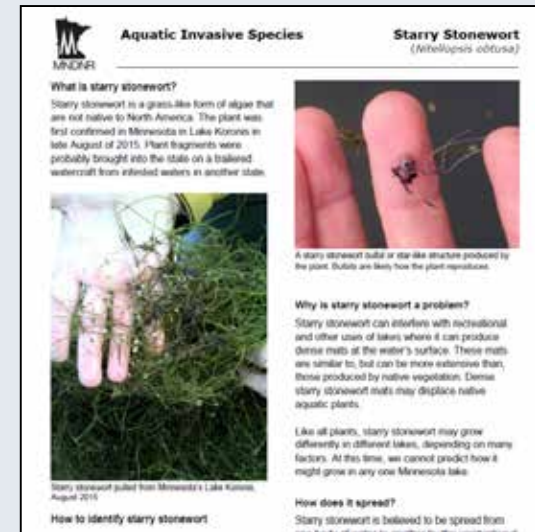 MNDNR
Aquatic Invasive Species
Starry Stonewort
(Nitellopsis obtusa)
What is starry stonewort?
Starry stonewort is a grass-like form of algae that
are not native to North America. The plant was
first confirmed in Minnesota in Lake Koronis in
late August of 2015. Plant fragments were
probably brought into the state on a trailered
watercraft from infested waters in another state.
Starry stonewort pulled from Minnesota's Lake Koronis,
August 2015
How to identify starry stonewort
A starry stonewort bulbil or star-like structure produced by
the plant. Bulbils are likely how the plant reproduces.
Why is starry stonewort a problem?
Starry stonewort can interfere with recreational
and other uses of lakes where it can produce
dense mats at the water's surface. These mats
are similar to, but can be more extensive than,
those produced by native vegetation. Dense
starry stonewort mats may displace native
aquatic plants.
Like all plants, starry stonewort may grow
differently in different lakes, depending on many
factors. At this time, we cannot predict how it
might grow in any one Minnesota lake.
How does it spread?
Starry stonewort is believed to be spread from